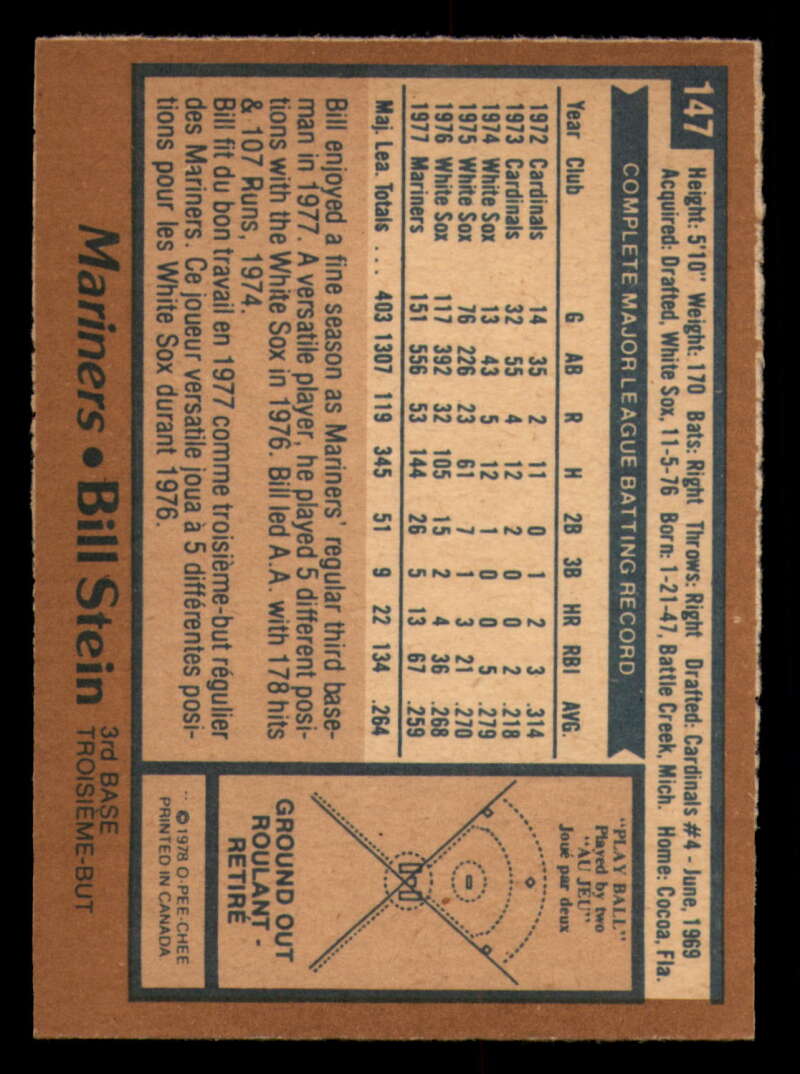 147
Height: 5'10" Weight: 170 Bats: Right Throws: Right Drafted: Cardinals #4 - June, 1969
Acquired: Drafted, White Sox, 11-5-76 Born: 1-21-47, Battle Creek, Mich. Home: Cocoa, Fla.
COMPLETE MAJOR LEAGUE BATTING RECORD
Year Club G AB R H 2B 3B HR RBI AVG.
1972 Cardinals 14 35 2 11 0 1 2 3 .314
1973 Cardinals 32 55 4 12 2 0 0 2 .218
1974 White Sox 13 43 5 12 1 0 0 5 .279
1975 White Sox 76 226 23 61 7 1 3 21 .270
1976 White Sox 117 392 32 105 15 2 4 36 .268
1977 Mariners 151 556 53 144 26 5 13 67 .259
Maj. Lea. Totals . . . 403 1307 119 345 51 9 22 134 .264
Bill enjoyed a fine season as Mariners' regular third base-
man in 1977. A versatile player, he played 5 different posi-
tions with the White Sox in 1976. Bill led A.A. with 178 hits
& 107 Runs, 1974.
Bill fit du bon travail en 1977 comme troisième-but régulier
des Mariners. Ce joueur versatile joua à 5 différentes posi-
tions pour les White Sox durant 1976.
"PLAY BALL"
Played by two
"AU JEU"
Joué par deux
GROUND OUT
ROULANT -
RETIRÉ
© 1978 O-PEE-CHEE
PRINTED IN CANADA
Mariners • Bill Stein
3rd BASE
TROISIÈME-BUT